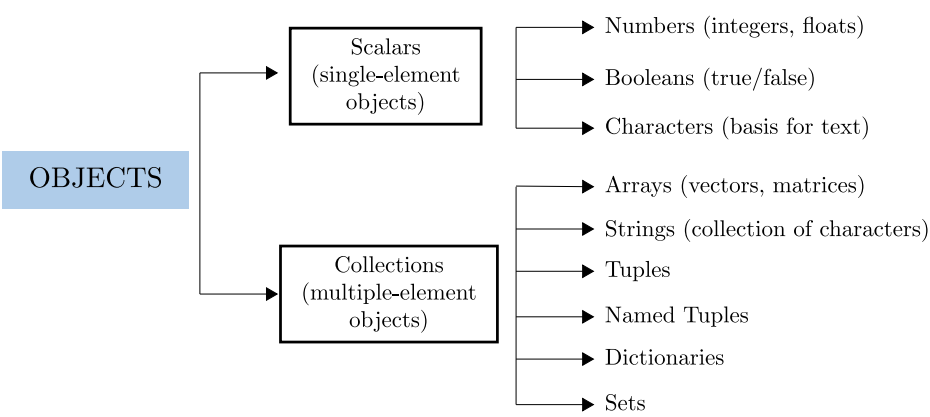 OBJECTS
Scalars
(single-element
objects)
Numbers (integers, floats)
Booleans (true/false)
Characters (basis for text)
Collections
(multiple-element
objects)
Arrays (vectors, matrices)
Strings (collection of characters)
Tuples
Named Tuples
Dictionaries
Sets